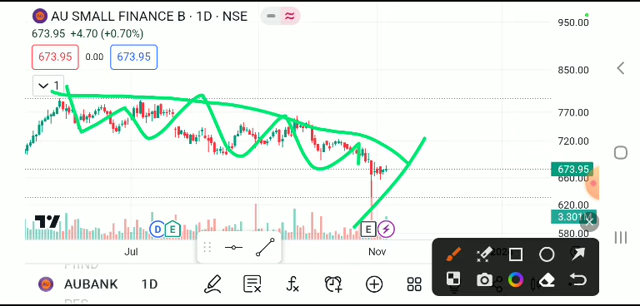 AU SMALL FINANCE B · 1D · NSE
673.95 +4.70 (+0.70%)
673.95 0.00 673.95
1
950.00
850.00
770.00
720.00
673.95
660.00
620.00
3.301
580.00
D E E
Jul Nov
AUBANK 1D